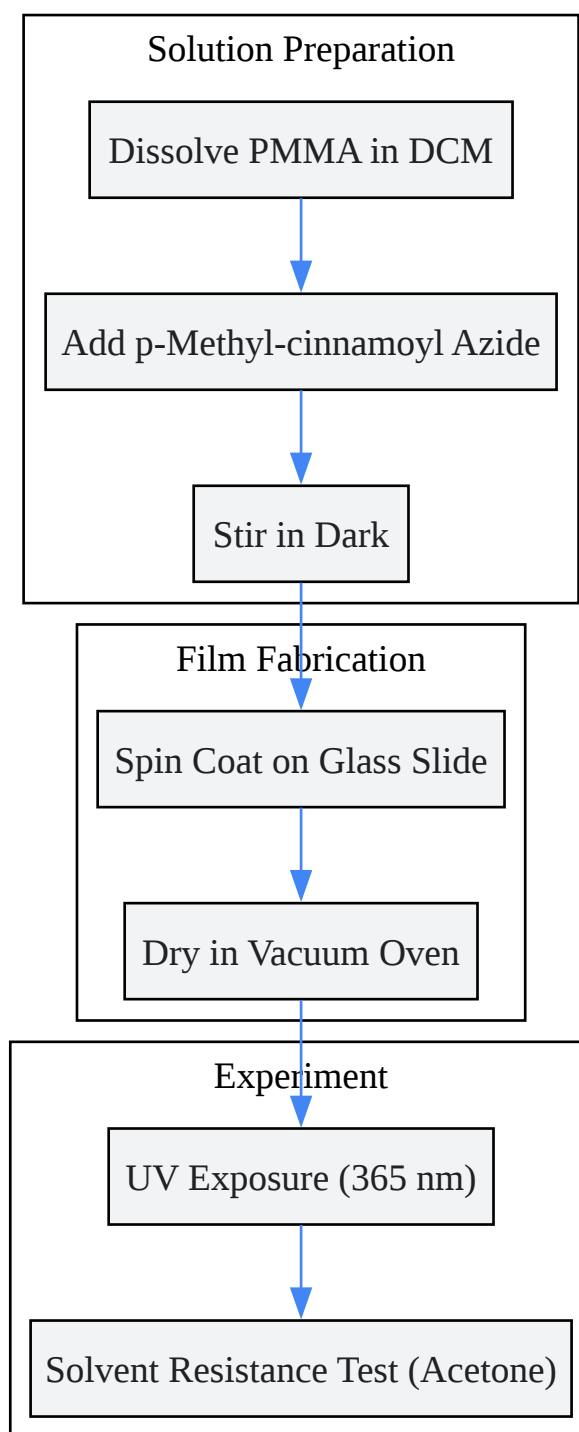 Solution Preparation
Dissolve PMMA in DCM
Add p-Methyl-cinnamoyl Azide
Stir in Dark
Film Fabrication
Spin Coat on Glass Slide
Dry in Vacuum Oven
Experiment
UV Exposure (365 nm)
Solvent Resistance Test (Acetone)